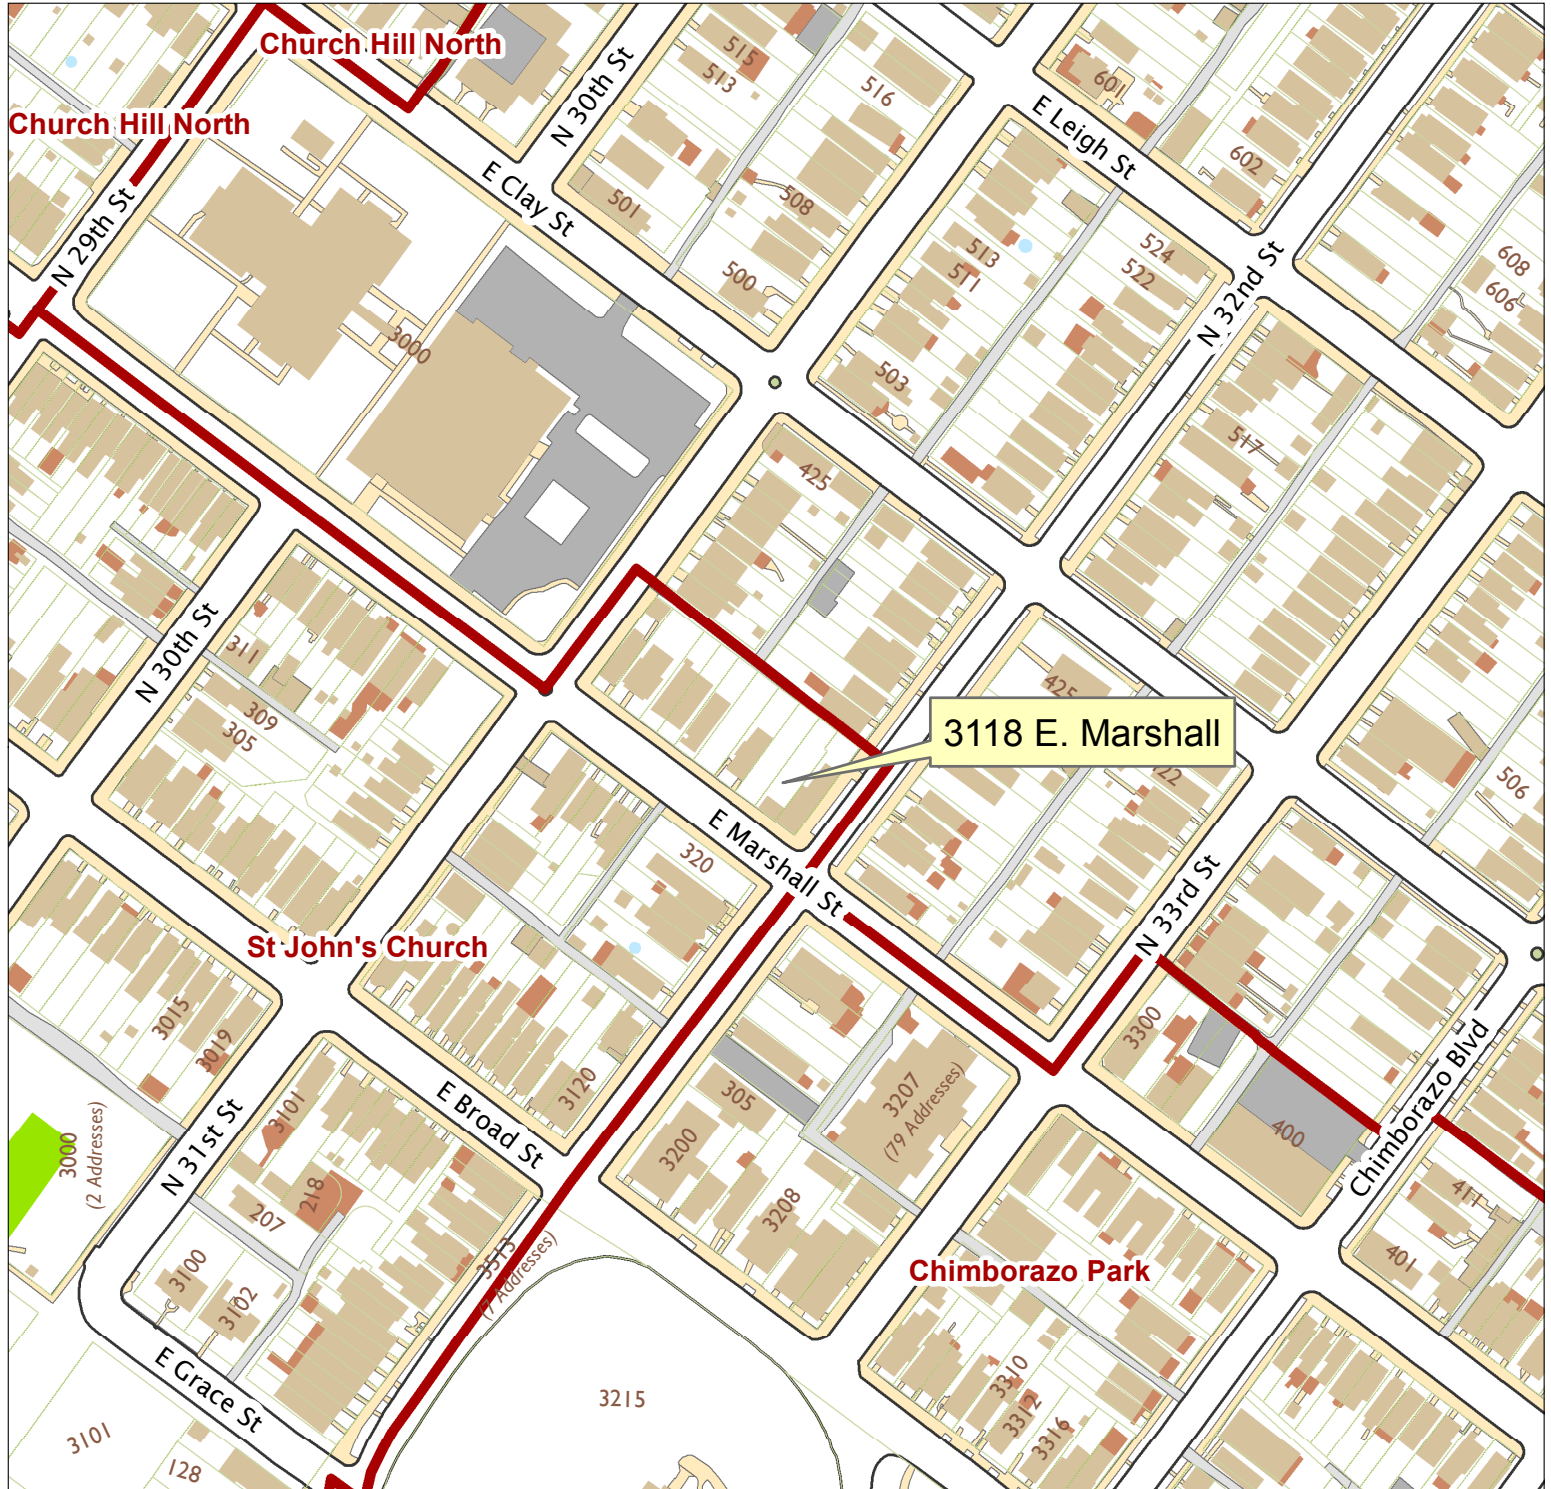 Church Hill North
Church Hill North
N 30th St
515
513
516
601
E Leigh St
602
E Clay St
501
508
500
N 29th St
524
522
513
511
N 32nd St
608
606
3000
503
517
425
N 30th St
311
309
305
425
3118 E. Marshall
506
E Marshall St
320
N 33rd St
St John's Church
3015
3019
3120
3300
3207
(79 Addresses)
305
3200
3208
E Broad St
3101
218
207
N 31st St
3000
(2 Addresses)
3100
3102
3513
(7 Addresses)
400
Chimborazo Blvd
411
401
Chimborazo Park
E Grace St
3215
3310
3312
3316
3101
128